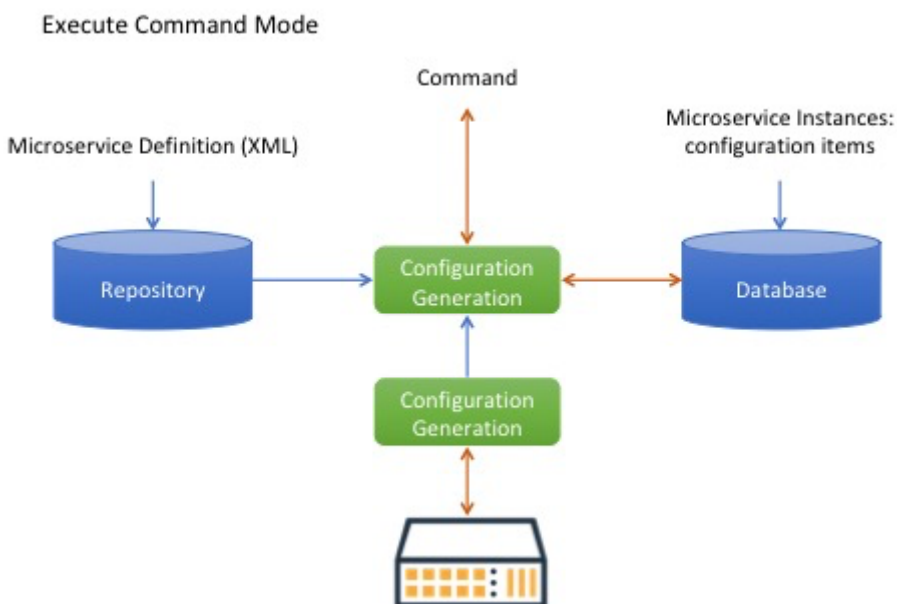 Execute Command Mode
Command
Microservice Definition (XML)
Microservice Instances:
configuration items
Repository
Configuration
Generation
Database
Configuration
Generation